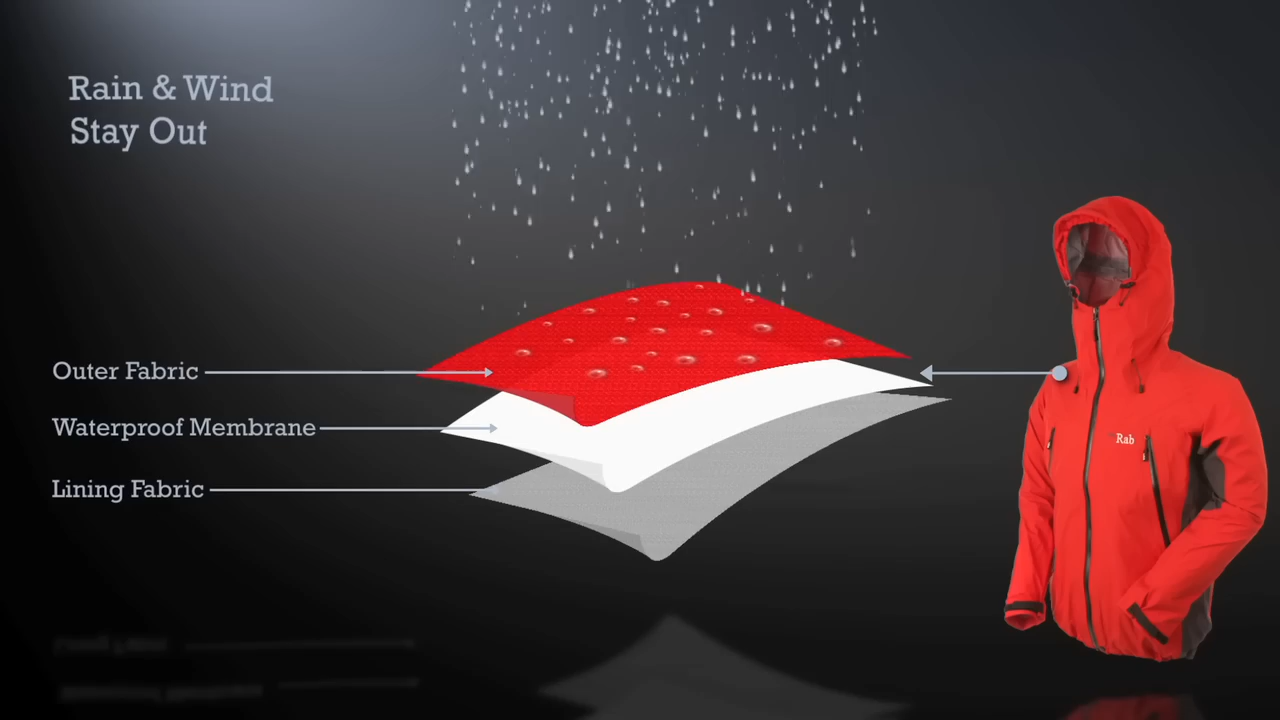 Rain & Wind
Stay Out
Outer Fabric
Waterproof Membrane
Lining Fabric
Rab